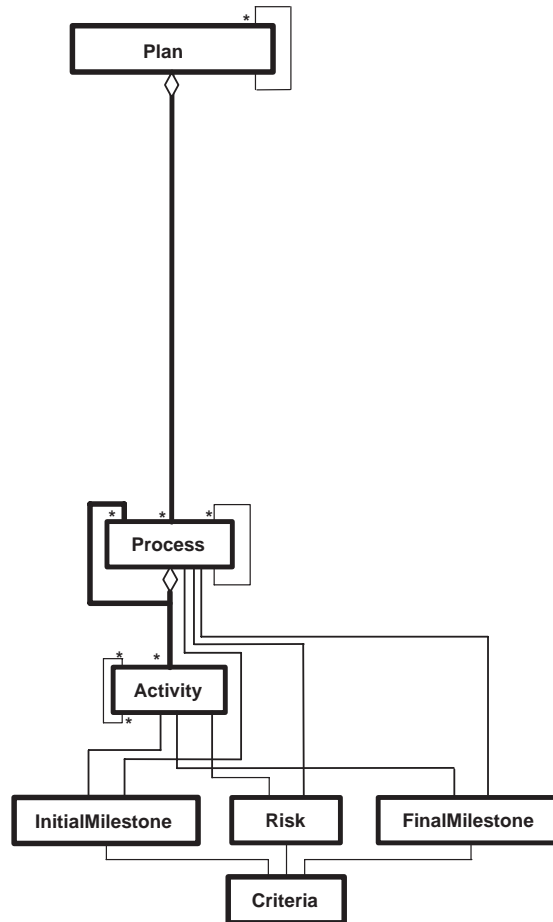 *
Plan
* * *
Process
* *
Activity
*
InitialMilestone Risk FinalMilestone
Criteria